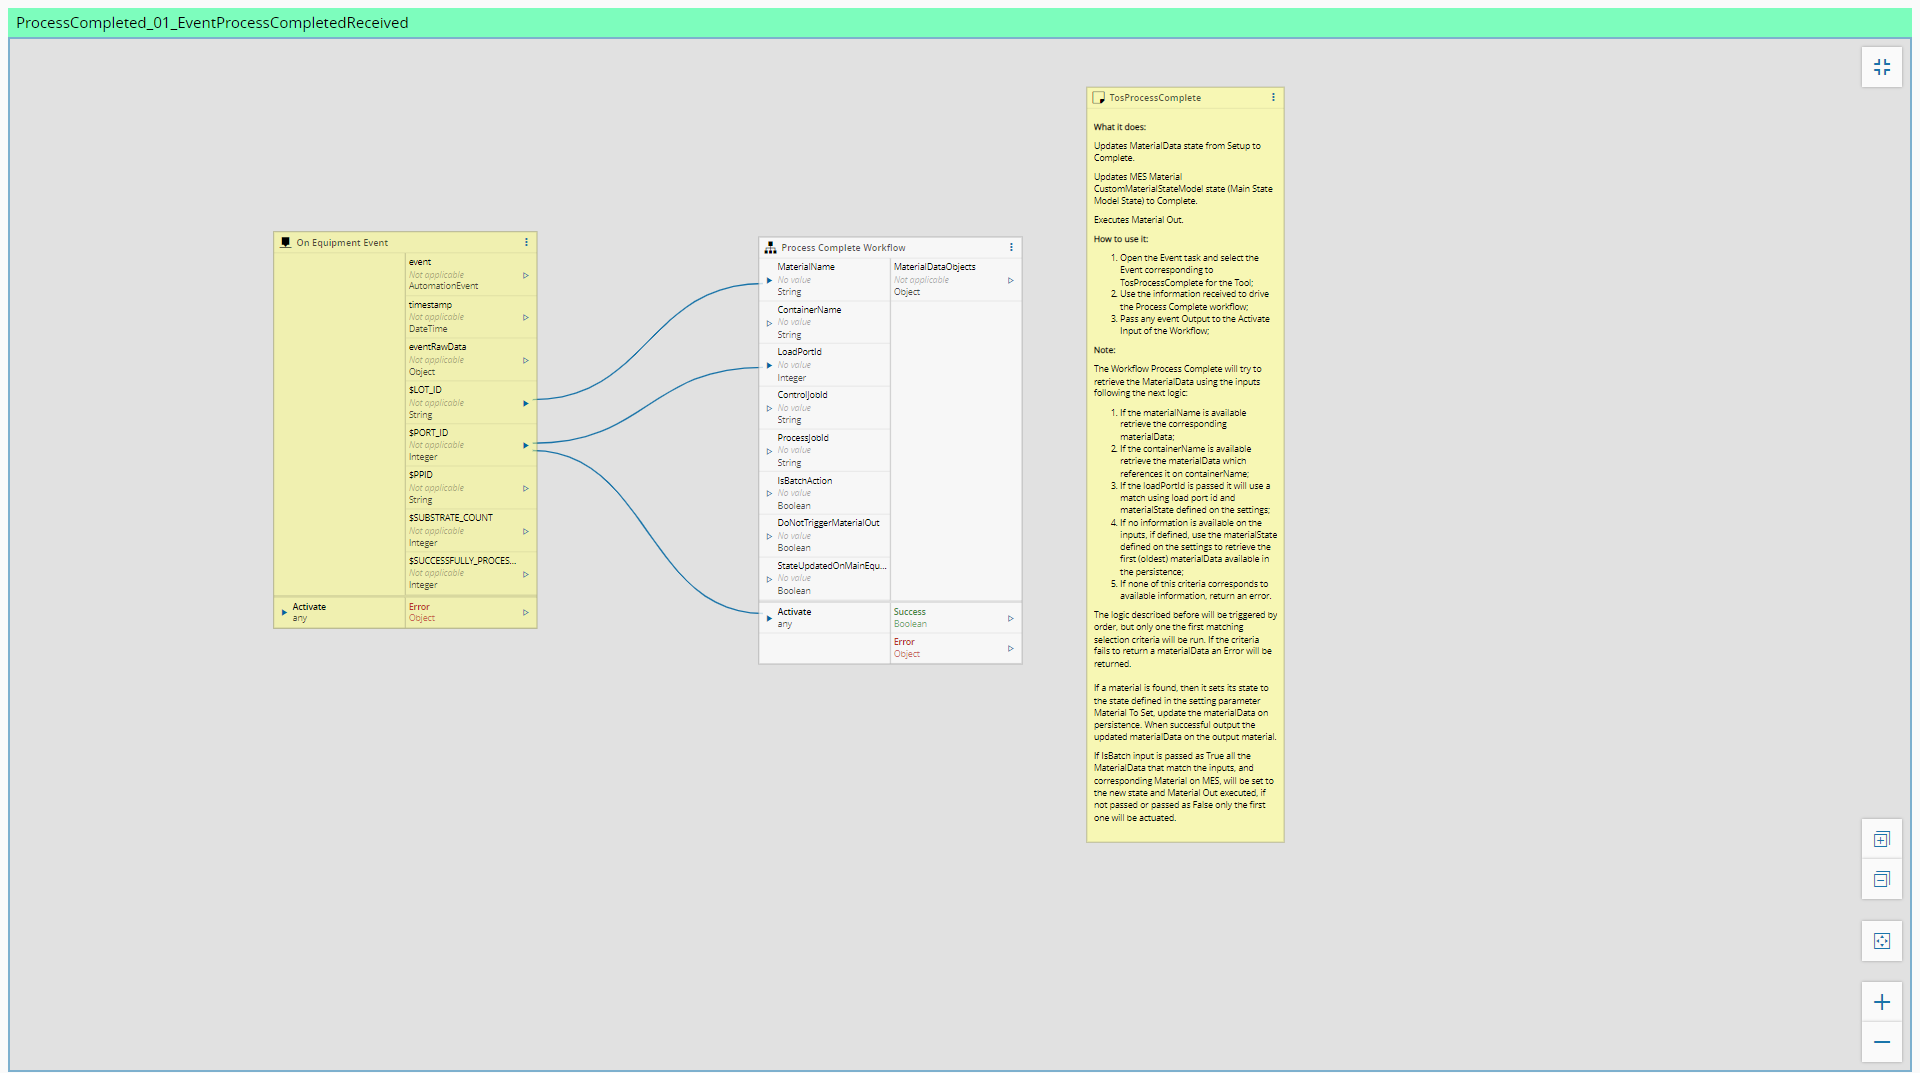 ProcessCompleted_01_EventProcessCompletedReceived
On Equipment Event
event
Not applicable
AutomationEvent
timestamp
Not applicable
DateTime
eventRawData
Not applicable
Object
$LOT_ID
Not applicable
String
$PORT_ID
Not applicable
Integer
$PPID
Not applicable
String
$SUBSTRATE_COUNT
Not applicable
Integer
$SUCCESSFULLY_PROCES...
Not applicable
Integer
Activate
any
Error
Object
Process Complete Workflow
MaterialName
No value
String
ContainerName
No value
String
LoadPortId
No value
Integer
ControlJobId
No value
String
ProcessJobId
No value
String
IsBatchAction
No value
Boolean
DoNotTriggerMaterialOut
No value
Boolean
StateUpdatedOnMainEqu...
No value
Boolean
MaterialDataObjects
Not applicable
Object
Activate
any
Success
Boolean
Error
Object
TosProcessComplete
What it does:
Updates MaterialData state from Setup to
Complete.
Updates MES Material
CustomMaterialStateModel state (Main State
Model State) to Complete.
Executes Material Out.
How to use it:
1. Open the Event task and select the
Event corresponding to
TosProcessComplete for the Tool;
2. Use the information received to drive
the Process Complete workflow;
3. Pass any event Output to the Activate
Input of the Workflow;
Note:
The Workflow Process Complete will try to
retrieve the MaterialData using the inputs
following the next logic:
1. If the materialName is available
retrieve the corresponding
materialData;
2. If the containerName is available
retrieve the materialData which
references it on containerName;
3. If the loadPortId is passed it will use a
match using load port id and
materialState defined on the settings;
4. If no information is available on the
inputs, if defined, use the materialState
defined on the settings to retrieve the
first (oldest) materialData available in
the persistence;
5. If none of this criteria corresponds to
available information, return an error.
The logic described before will be triggered by
order, but only one the first matching
selection criteria will be run. If the criteria
fails to return a materialData an Error will be
returned.
If a material is found, then it sets its state to
the state defined in the setting parameter
Material To Set, update the materialData on
persistence. When successful output the
updated materialData on the output material.
If IsBatch input is passed as True all the
MaterialData that match the inputs, and
corresponding Material on MES, will be set to
the new state and Material Out executed, if
not passed or passed as False only the first
one will be actuated.